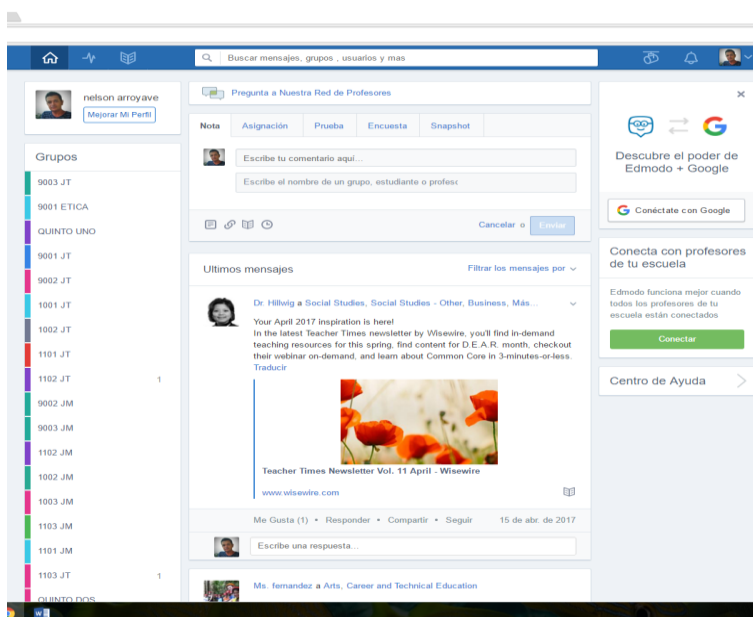 Buscar mensajes, grupos , usuarios y mas
nelson arroyave
Mejorar Mi Perfil
Grupos
9003 JT
9001 ETICA
QUINTO UNO
9001 JT
9002 JT
1001 JT
1002 JT
1101 JT
1102 JT 1
9002 JM
9003 JM
1102 JM
1002 JM
1003 JM
1103 JM
1101 JM
1103 JT 1
QUINTO DOS
Pregunta a Nuestra Red de Profesores
Nota Asignación Prueba Encuesta Snapshot
Escribe tu comentario aquí...
Escribe el nombre de un grupo, estudiante o profesc
Cancelar o Enviar
Ultimos mensajes Filtrar los mensajes por
Dr. Hillwig a Social Studies, Social Studies - Other, Business, Más...
Your April 2017 inspiration is here!
In the latest Teacher Times newsletter by Wisewire, you'll find in-demand
teaching resources for this spring, find content for D.E.A.R. month, checkout
their webinar on-demand, and learn about Common Core in 3-minutes-or-less.
Traducir
Teacher Times Newsletter Vol. 11 April - Wisewire
www.wisewire.com
Me Gusta (1) • Responder • Compartir • Seguir 15 de abr. de 2017
Escribe una respuesta...
Ms. fernandez a Arts, Career and Technical Education
Descubre el poder de
Edmodo + Google
Conéctate con Google
Conecta con profesores
de tu escuela
Edmodo funciona mejor cuando
todos los profesores de tu
escuela están conectados
Conectar
Centro de Ayuda